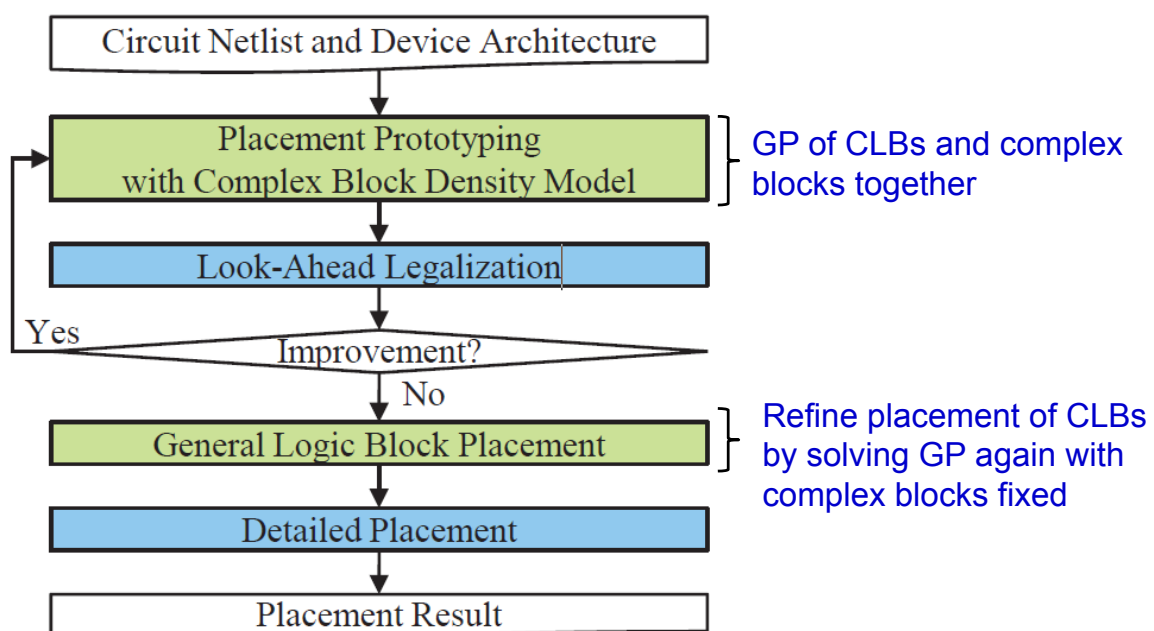 Circuit Netlist and Device Architecture
Placement Prototyping
with Complex Block Density Model
GP of CLBs and complex
blocks together
Look-Ahead Legalization
Yes
Improvement?
No
General Logic Block Placement
Refine placement of CLBs
by solving GP again with
complex blocks fixed
Detailed Placement
Placement Result